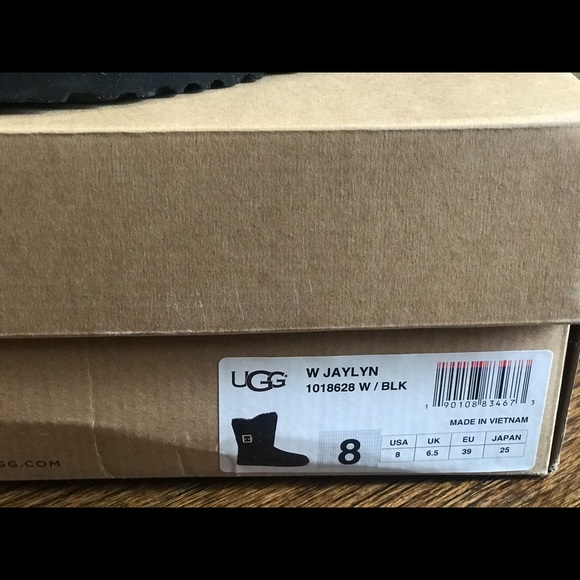 UGG
W JAYLYN
1018628 W / BLK
1 90108 83467 3
MADE IN VIETNAM
8
USA UK EU JAPAN
8 6.5 39 25
GG.COM